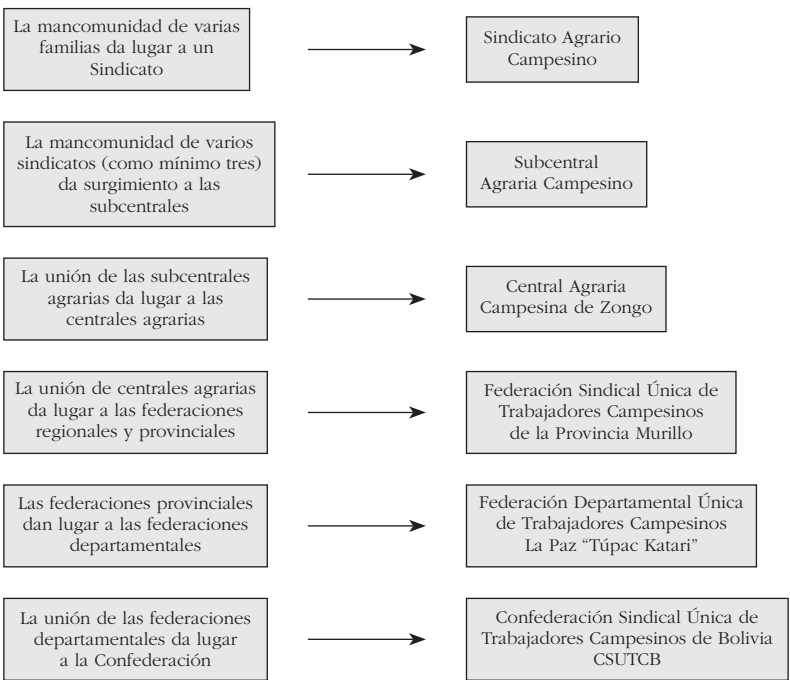 La mancomunidad de varias
familias da lugar a un
Sindicato
Sindicato Agrario
Campesino
La mancomunidad de varios
sindicatos (como mínimo tres)
da surgimiento a las
subcentrales
Subcentral
Agraria Campesino
La unión de las subcentrales
agrarias da lugar a las
centrales agrarias
Central Agraria
Campesina de Zongo
La unión de centrales agrarias
da lugar a las federaciones
regionales y provinciales
Federación Sindical Única de
Trabajadores Campesinos
de la Provincia Murillo
Las federaciones provinciales
dan lugar a las federaciones
departamentales
Federación Departamental Única
de Trabajadores Campesinos
La Paz “Túpac Katari”
La unión de las federaciones
departamentales da lugar
a la Confederación
Confederación Sindical Única de
Trabajadores Campesinos de Bolivia
CSUTCB